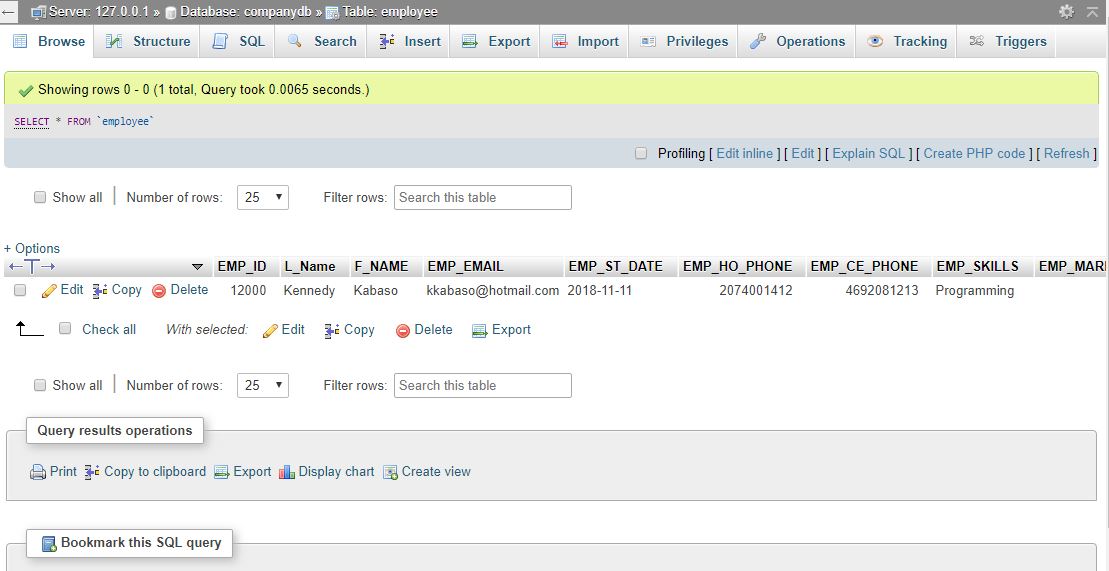 Server: 127.0.0.1 » Database: companydb » Table: employee
Browse Structure SQL Search Insert Export Import Privileges Operations Tracking Triggers
Showing rows 0 - 0 (1 total, Query took 0.0065 seconds.)
SELECT * FROM `employee`
Profiling [ Edit inline ] [ Edit ] [ Explain SQL ] [ Create PHP code ] [ Refresh ]
Show all | Number of rows: 25 Filter rows: Search this table
+ Options
EMP_ID L_Name F_NAME EMP_EMAIL EMP_ST_DATE EMP_HO_PHONE EMP_CE_PHONE EMP_SKILLS EMP_MARI
Edit Copy Delete 12000 Kennedy Kabaso kkabaso@hotmail.com 2018-11-11 2074001412 4692081213 Programming
Check all With selected: Edit Copy Delete Export
Show all | Number of rows: 25 Filter rows: Search this table
Query results operations
Print Copy to clipboard Export Display chart Create view
Bookmark this SQL query